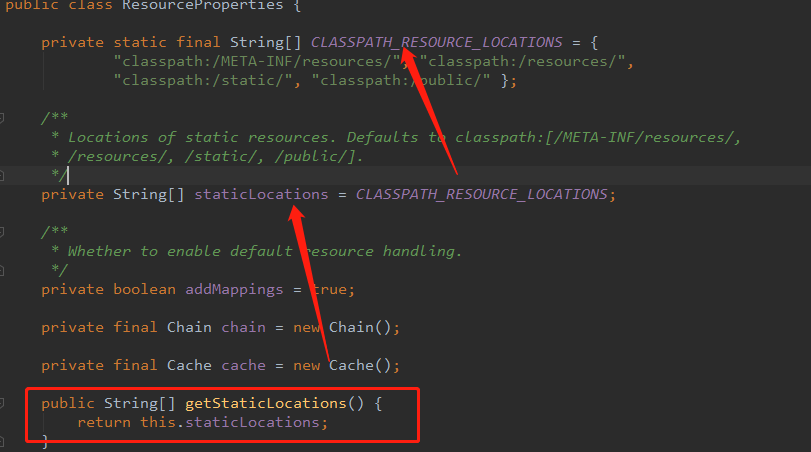 public class ResourceProperties {
private static final String[] CLASSPATH_RESOURCE_LOCATIONS = {
"classpath:/META-INF/resources/", "classpath:/resources/",
"classpath:/static/", "classpath:/public/" };
/**
* Locations of static resources. Defaults to classpath:[/META-INF/resources/,
* /resources/, /static/, /public/].
*/
private String[] staticLocations = CLASSPATH_RESOURCE_LOCATIONS;
/**
* Whether to enable default resource handling.
*/
private boolean addMappings = true;
private final Chain chain = new Chain();
private final Cache cache = new Cache();
public String[] getStaticLocations() {
return this.staticLocations;
}